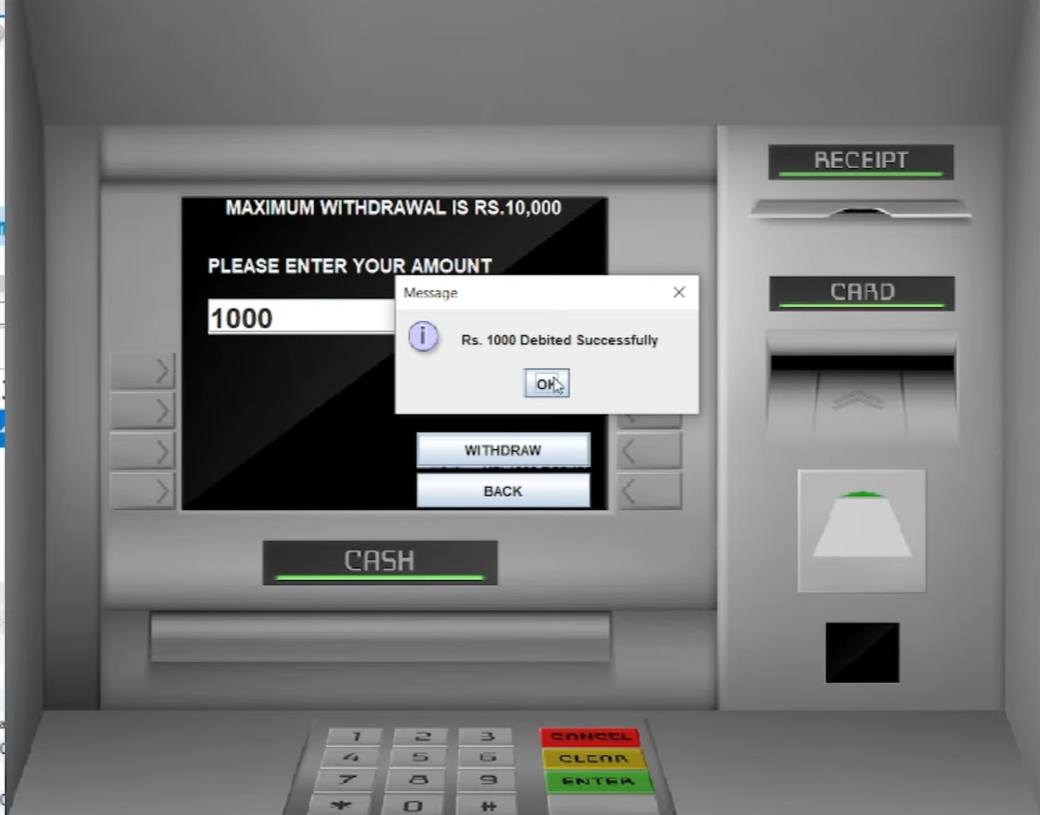 RECEIPT
MAXIMUM WITHDRAWAL IS RS.10,000
PLEASE ENTER YOUR AMOUNT
Message
CARD
1000
Rs. 1000 Debited Successfully
OK
WITHDRAW
BACK
CASH
1 2 3 CANCEL
4 5 6 CLEAR
7 8 9 ENTER
* 0 #